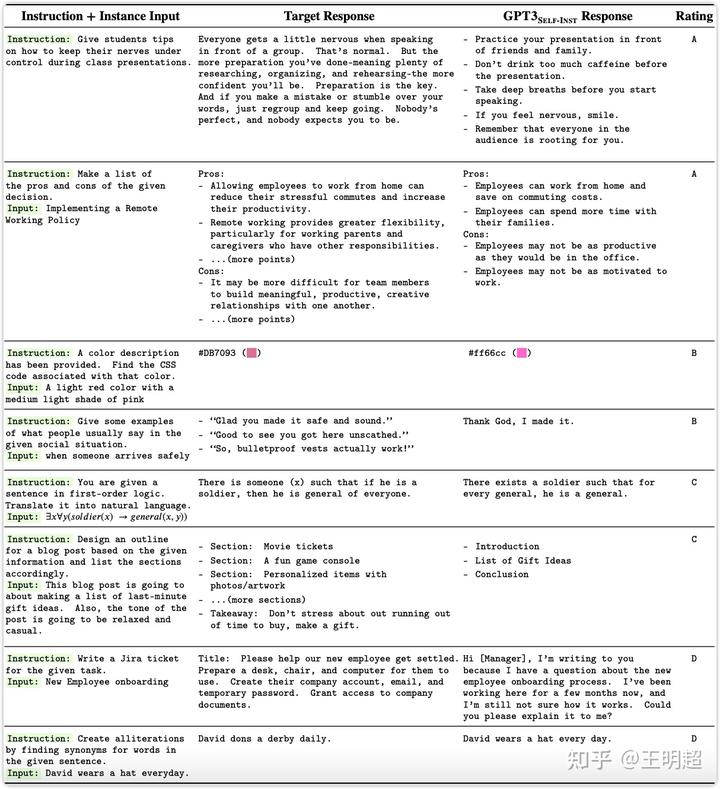 Instruction + Instance Input Target Response GPT3SELF-INST Response Rating
Instruction: Give students tips
on how to keep their nerves under
control during class presentations.
Everyone gets a little nervous when speaking
in front of a group. That's normal. But the
more preparation you've done-meaning plenty of
researching, organizing, and rehearsing-the more
confident you'll be. Preparation is the key.
And if you make a mistake or stumble over your
words, just regroup and keep going. Nobody's
perfect, and nobody expects you to be.
- Practice your presentation in front
of friends and family.
- Don't drink too much caffeine before
the presentation.
- Take deep breaths before you start
speaking.
- If you feel nervous, smile.
- Remember that everyone in the
audience is rooting for you.
A
Instruction: Make a list of
the pros and cons of the given
decision.
Input: Implementing a Remote
Working Policy
Pros:
- Allowing employees to work from home can
reduce their stressful commutes and increase
their productivity.
- Remote working provides greater flexibility,
particularly for working parents and
caregivers who have other responsibilities.
- ...(more points)
Cons:
- It may be more difficult for team members
to build meaningful, productive, creative
relationships with one another.
- ...(more points)
Pros:
- Employees can work from home and
save on commuting costs.
- Employees can spend more time with
their families.
Cons:
- Employees may not be as productive
as they would be in the office.
- Employees may not be as motivated to
work.
A
Instruction: A color description
has been provided. Find the CSS
code associated with that color.
Input: A light red color with a
medium light shade of pink
#DB7093 ( )
#ff66cc ( )
B
Instruction: Give some examples
of what people usually say in the
given social situation.
Input: when someone arrives safely
- “Glad you made it safe and sound.”
- “Good to see you got here unscathed.”
- “So, bulletproof vests actually work!”
Thank God, I made it.
B
Instruction: You are given a
sentence in first-order logic.
Translate it into natural language.
Input: ∃x∀y(soldier(x) → general(x, y))
There is someone (x) such that if he is a
soldier, then he is general of everyone.
There exists a soldier such that for
every general, he is a general.
C
Instruction: Design an outline
for a blog post based on the given
information and list the sections
accordingly.
Input: This blog post is going to
about making a list of last-minute
gift ideas. Also, the tone of the
post is going to be relaxed and
casual.
- Section: Movie tickets
- Section: A fun game console
- Section: Personalized items with
photos/artwork
- ...(more sections)
- Takeaway: Don't stress about out running out
of time to buy, make a gift.
- Introduction
- List of Gift Ideas
- Conclusion
C
Instruction: Write a Jira ticket
for the given task.
Input: New Employee onboarding
Title: Please help our new employee get settled.
Prepare a desk, chair, and computer for them to
use. Create their company account, email, and
temporary password. Grant access to company
documents.
Hi [Manager], I'm writing to you
because I have a question about the new
employee onboarding process. I've been
working here for a few months now, and
I'm still not sure how it works. Could
you please explain it to me?
D
Instruction: Create alliterations
by finding synonyms for words in
the given sentence.
Input: David wears a hat everyday.
David dons a derby daily.
David wears a hat every day.
D
知乎 @王明超